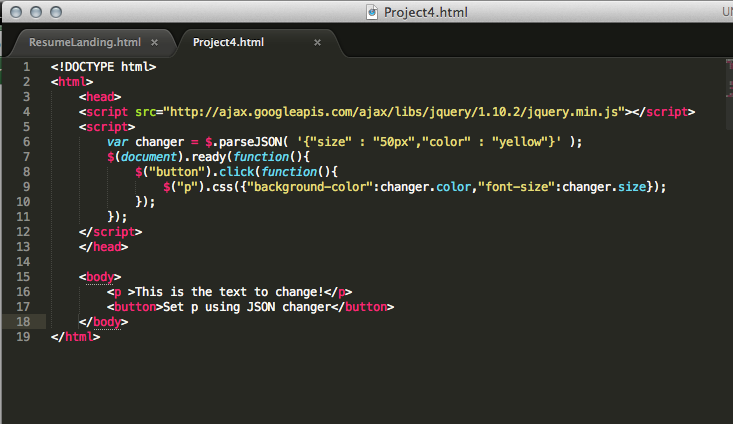 Project4.html
UN
ResumeLanding.html ×
Project4.html ×
1 <!DOCTYPE html>
2 <html>
3     <head>
4     <script src="http://ajax.googleapis.com/ajax/libs/jquery/1.10.2/jquery.min.js"></script>
5     <script>
6         var changer = $.parseJSON( '{"size" : "50px","color" : "yellow"}' );
7         $(document).ready(function(){
8             $("button").click(function(){
9                 $("p").css({"background-color":changer.color,"font-size":changer.size});
10             });
11         });
12     </script>
13     </head>
14
15     <body>
16         <p >This is the text to change!</p>
17         <button>Set p using JSON changer</button>
18     </body>
19 </html>